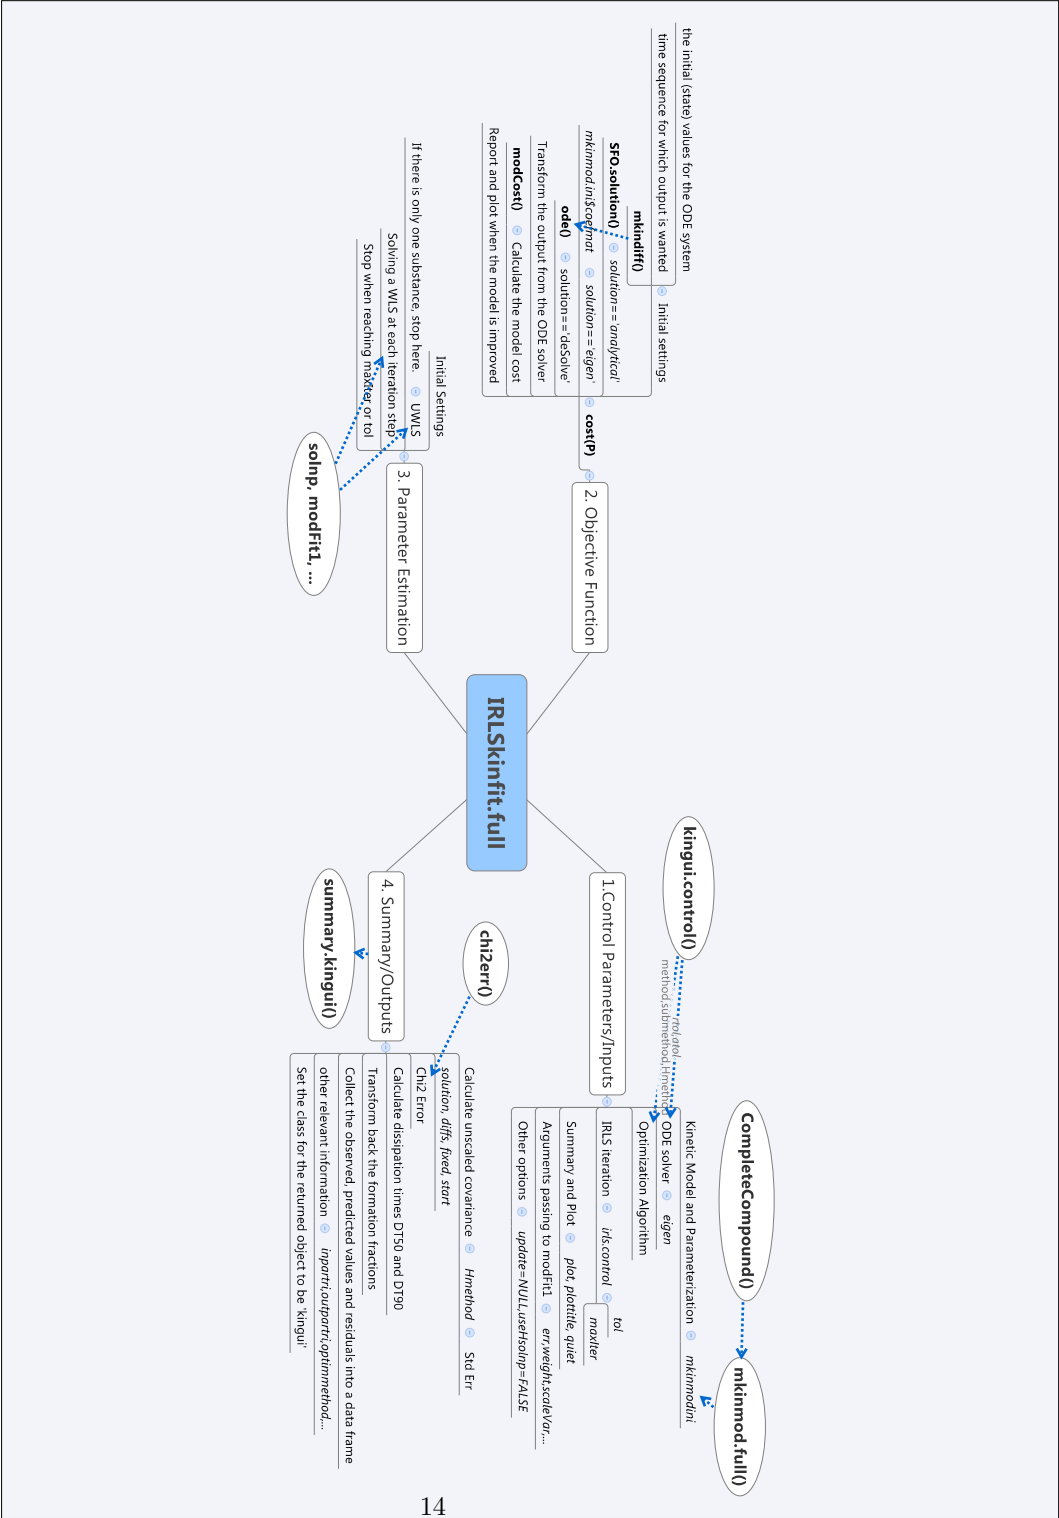 the initial (state) values for the ODE system
time sequence for which output is wanted
Initial settings
mkindiff()
SFO.solution()
solution=='analytical'
solution=='eigen'
ode()
solution=='deSolve'
Transform the output from the ODE solver
modCost()
Calculate the model cost
Report and plot when the model is improved
cost(P)
2. Objective Function
Initial Settings
If there is only one substance, stop here.
UWLS
Solving a WLS at each iteration step
Stop when reaching maxIter or tol
3. Parameter Estimation
solnp, modFit1, ...
IRLSkinfit.full
kingui.control()
rtol,atol
method,submethod,Hmethod
1.Control Parameters/Inputs
CompleteCompound()
mkinmod.full()
Kinetic Model and Parameterization
mkinmodini
ODE solver
eigen
Optimization Algorithm
IRLS iteration
irls.control
tol
maxIter
Summary and Plot
plot, plottitle, quiet
Arguments passing to modFit1
err,weight,scaleVar,...
Other options
update=NULL,useHsolnp=FALSE
chi2err()
4. Summary/Outputs
summary.kingui()
Calculate unscaled covariance
Hmethod
Std Err
solution, diffs, fixed, start
Chi2 Error
Calculate dissipation times DT50 and DT90
Transform back the formation fractions
Collect the observed, predicted values and residuals into a data frame
other relevant information
inpartri,outpartri,optimmethod,...
Set the class for the returned object to be 'kingui'
14